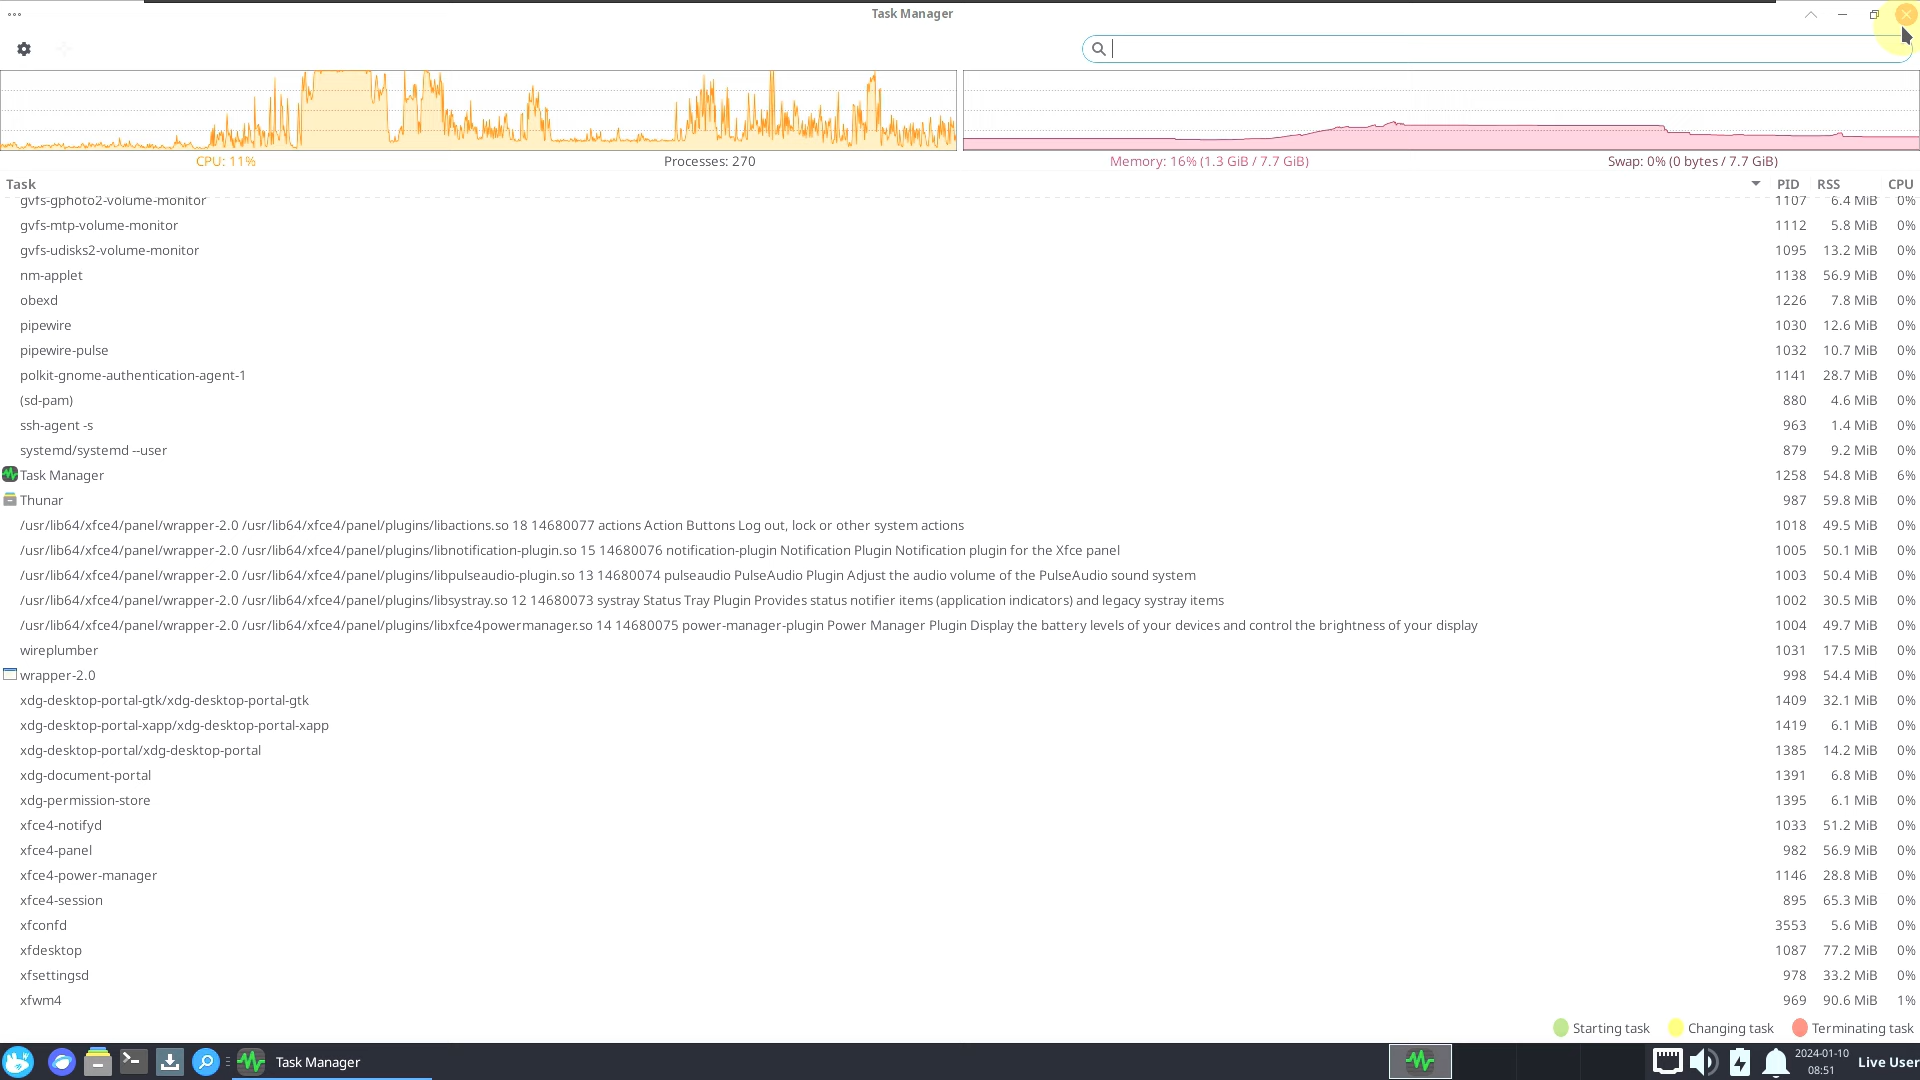 Task Manager
CPU: 11%
Processes: 270
Memory: 16% (1.3 GiB / 7.7 GiB)
Swap: 0% (0 bytes / 7.7 GiB)
Task PID RSS CPU
gvfs-gphoto2-volume-monitor 1107 6.4 MiB 0%
gvfs-mtp-volume-monitor 1112 5.8 MiB 0%
gvfs-udisks2-volume-monitor 1095 13.2 MiB 0%
nm-applet 1138 56.9 MiB 0%
obexd 1226 7.8 MiB 0%
pipewire 1030 12.6 MiB 0%
pipewire-pulse 1032 10.7 MiB 0%
polkit-gnome-authentication-agent-1 1141 28.7 MiB 0%
(sd-pam) 880 4.6 MiB 0%
ssh-agent -s 963 1.4 MiB 0%
systemd/systemd --user 879 9.2 MiB 0%
Task Manager 1258 54.8 MiB 6%
Thunar 987 59.8 MiB 0%
/usr/lib64/xfce4/panel/wrapper-2.0 /usr/lib64/xfce4/panel/plugins/libactions.so 18 14680077 actions Action Buttons Log out, lock or other system actions 1018 49.5 MiB 0%
/usr/lib64/xfce4/panel/wrapper-2.0 /usr/lib64/xfce4/panel/plugins/libnotification-plugin.so 15 14680076 notification-plugin Notification Plugin Notification plugin for the Xfce panel 1005 50.1 MiB 0%
/usr/lib64/xfce4/panel/wrapper-2.0 /usr/lib64/xfce4/panel/plugins/libpulseaudio-plugin.so 13 14680074 pulseaudio PulseAudio Plugin Adjust the audio volume of the PulseAudio sound system 1003 50.4 MiB 0%
/usr/lib64/xfce4/panel/wrapper-2.0 /usr/lib64/xfce4/panel/plugins/libsystray.so 12 14680073 systray Status Tray Plugin Provides status notifier items (application indicators) and legacy systray items 1002 30.5 MiB 0%
/usr/lib64/xfce4/panel/wrapper-2.0 /usr/lib64/xfce4/panel/plugins/libxfce4powermanager.so 14 14680075 power-manager-plugin Power Manager Plugin Display the battery levels of your devices and control the brightness of your display 1004 49.7 MiB 0%
wireplumber 1031 17.5 MiB 0%
wrapper-2.0 998 54.4 MiB 0%
xdg-desktop-portal-gtk/xdg-desktop-portal-gtk 1409 32.1 MiB 0%
xdg-desktop-portal-xapp/xdg-desktop-portal-xapp 1419 6.1 MiB 0%
xdg-desktop-portal/xdg-desktop-portal 1385 14.2 MiB 0%
xdg-document-portal 1391 6.8 MiB 0%
xdg-permission-store 1395 6.1 MiB 0%
xfce4-notifyd 1033 51.2 MiB 0%
xfce4-panel 982 56.9 MiB 0%
xfce4-power-manager 1146 28.8 MiB 0%
xfce4-session 895 65.3 MiB 0%
xfconfd 3553 5.6 MiB 0%
xfdesktop 1087 77.2 MiB 0%
xfsettingsd 978 33.2 MiB 0%
xfwm4 969 90.6 MiB 1%
Starting task Changing task Terminating task
Task Manager
2024-01-10
08:51
Live User